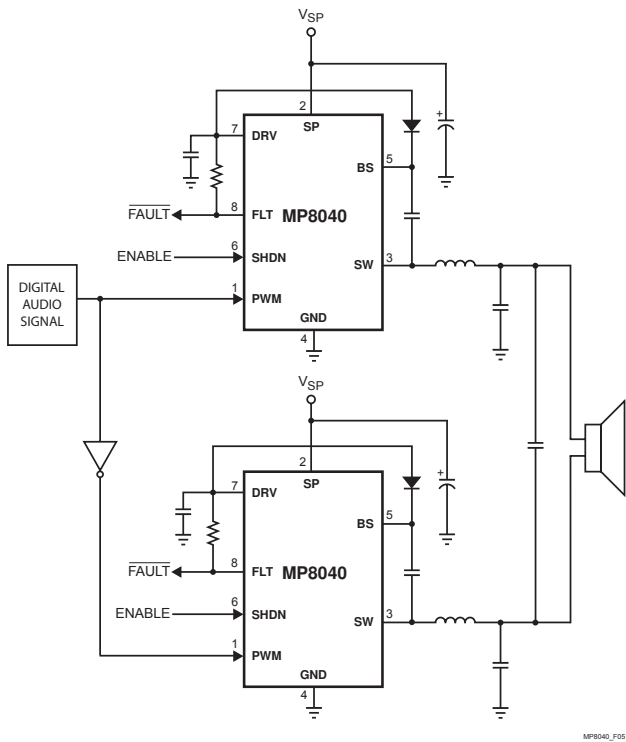 VSP
2
SP
7
DRV
5
BS
8
FAULT
FLT
MP8040
6
ENABLE
SHDN
3
SW
DIGITAL
AUDIO
SIGNAL
1
PWM
GND
4
+
VSP
2
SP
7
DRV
5
BS
8
FAULT
FLT
MP8040
6
ENABLE
SHDN
3
SW
1
PWM
GND
4
+
MP8040_F05